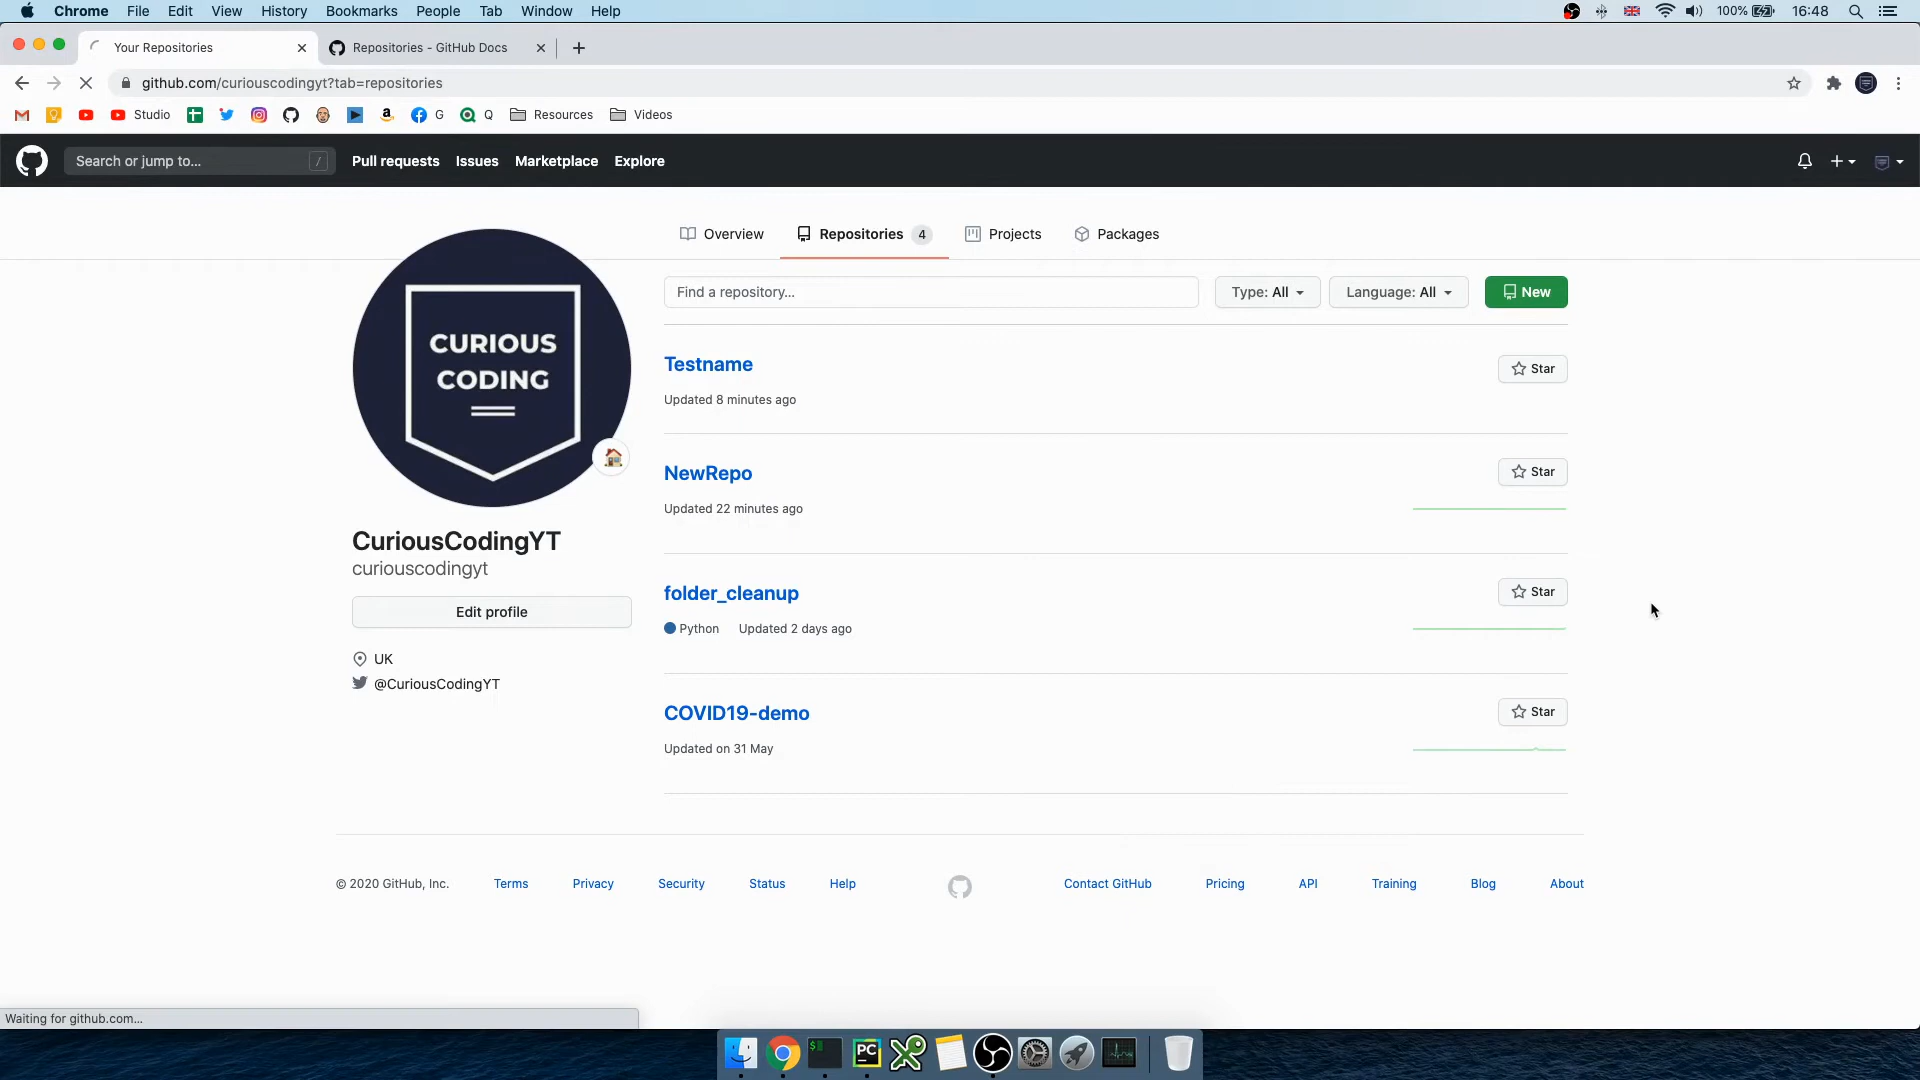 Chrome File Edit View History Bookmarks People Tab Window Help 100% 16:48
Your Repositories Repositories - GitHub Docs
github.com/curiouscodingyt?tab=repositories
Studio G Q Resources Videos
Search or jump to... / Pull requests Issues Marketplace Explore
Overview Repositories 4 Projects Packages
Find a repository... Type: All Language: All New
CURIOUS
CODING
Testname Star
Updated 8 minutes ago
NewRepo Star
Updated 22 minutes ago
CuriousCodingYT
curiouscodingyt
Edit profile
UK
@CuriousCodingYT
folder_cleanup Star
Python Updated 2 days ago
COVID19-demo Star
Updated on 31 May
© 2020 GitHub, Inc. Terms Privacy Security Status Help Contact GitHub Pricing API Training Blog About
Waiting for github.com...
$ PC